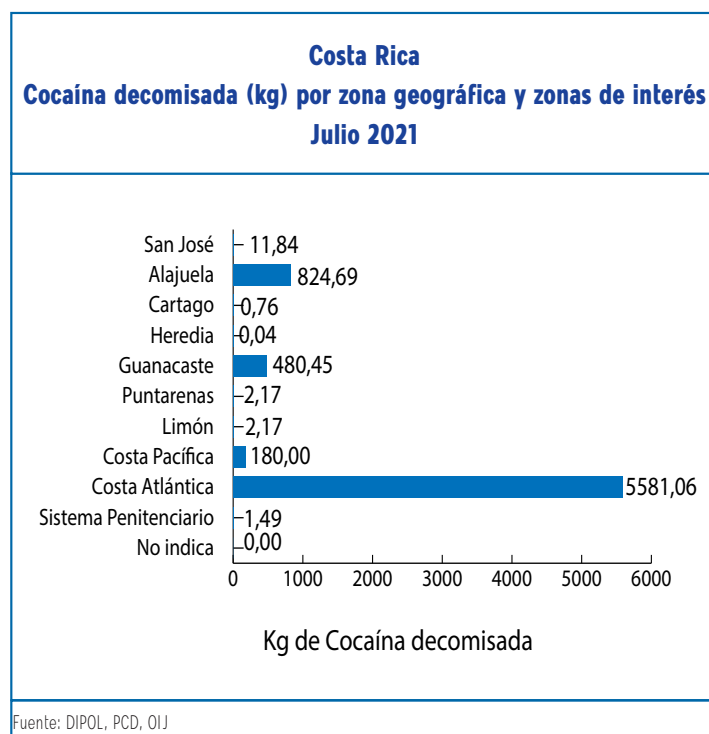 Costa Rica
Cocaína decomisada (kg) por zona geográfica y zonas de interés
Julio 2021
San José 11,84
Alajuela 824,69
Cartago 0,76
Heredia 0,04
Guanacaste 480,45
Puntarenas 2,17
Limón 2,17
Costa Pacífica 180,00
Costa Atlántica 5581,06
Sistema Penitenciario 1,49
No indica 0,00
0 1000 2000 3000 4000 5000 6000
Kg de Cocaína decomisada
Fuente: DIPOL, PCD, OIJ